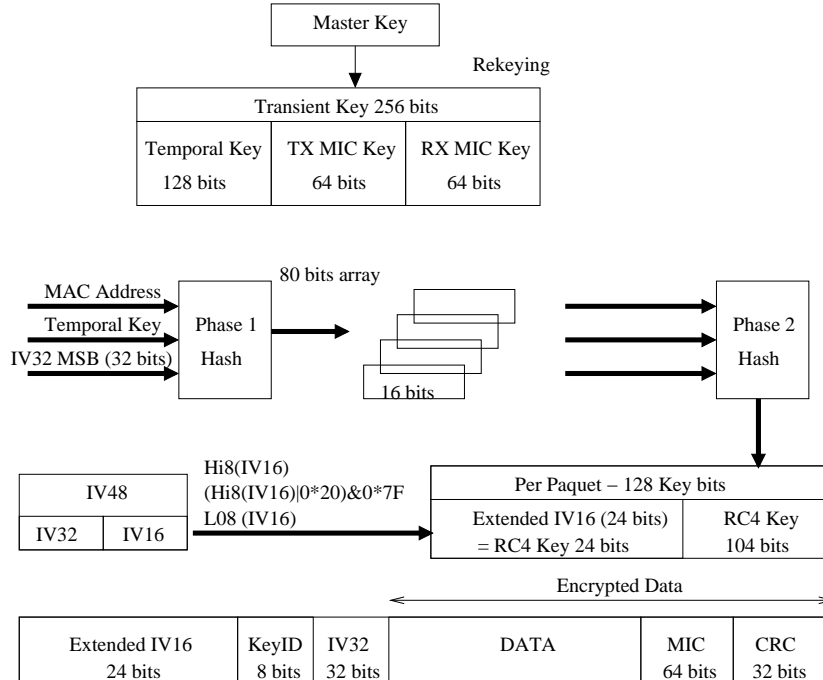 Master Key
Rekeying
Transient Key 256 bits
Temporal Key
128 bits
TX MIC Key
64 bits
RX MIC Key
64 bits
80 bits array
MAC Address
Temporal Key
IV32 MSB (32 bits)
Phase 1
Hash
16 bits
Phase 2
Hash
IV48
IV32
IV16
Hi8(IV16)
(Hi8(IV16)|0*20)&0*7F
L08 (IV16)
Per Paquet – 128 Key bits
Extended IV16 (24 bits)
= RC4 Key 24 bits
RC4 Key
104 bits
Encrypted Data
Extended IV16
24 bits
KeyID
8 bits
IV32
32 bits
DATA
MIC
64 bits
CRC
32 bits